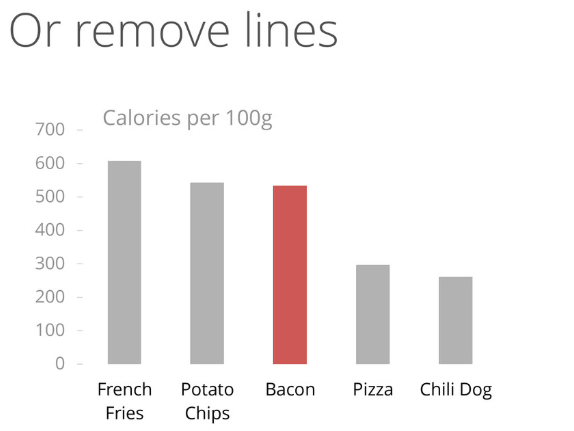 Or remove lines
Calories per 100g
700
600
500
400
300
200
100
0
French Fries
Potato Chips
Bacon
Pizza
Chili Dog